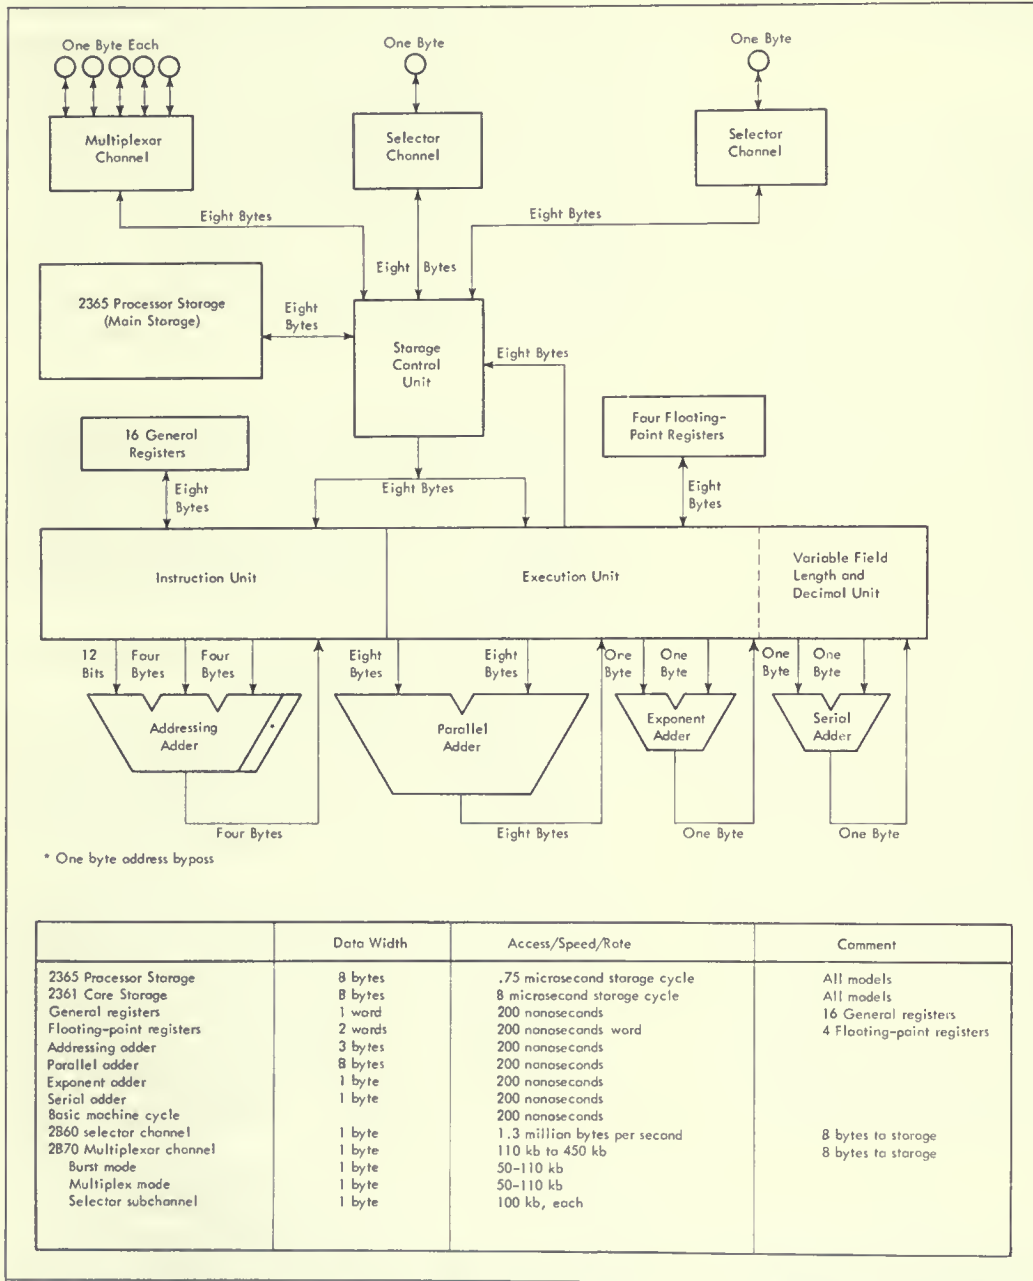 One Byte Each
One Byte
One Byte
Multiplexar
Channel
Selector
Channel
Selector
Channel
Eight Bytes
Eight Bytes
Eight Bytes
2365 Processor Storage
(Main Storage)
Eight
Bytes
Storage
Control
Unit
Eight Bytes
16 General
Registers
Four Floating-
Point Registers
Eight
Bytes
Eight Bytes
Eight
Bytes
Instruction Unit
Execution Unit
Variable Field
Length and
Decimal Unit
12
Bits
Four
Bytes
Four
Bytes
Eight
Bytes
Eight
Bytes
One
Byte
One
Byte
One
Byte
One
Byte
Addressing
Adder
*
Parallel
Adder
Exponent
Adder
Serial
Adder
Four Bytes
Eight Bytes
One Byte
One Byte
* One byte address bypass
Data Width Access/Speed/Rate Comment
2365 Processor Storage 8 bytes .75 microsecond storage cycle All models
2361 Core Storage 8 bytes 8 microsecond storage cycle All models
General registers 1 word 200 nanoseconds 16 General registers
Floating-point registers 2 words 200 nanoseconds word 4 Floating-point registers
Addressing adder 3 bytes 200 nanoseconds
Parallel adder 8 bytes 200 nanoseconds
Exponent adder 1 byte 200 nanoseconds
Serial adder 1 byte 200 nanoseconds
Basic machine cycle 200 nanoseconds
2860 selector channel 1 byte 1.3 million bytes per second 8 bytes to storage
2870 Multiplexar channel 1 byte 110 kb to 450 kb 8 bytes to storage
Burst mode 1 byte 50-110 kb
Multiplex mode 1 byte 50-110 kb
Selector subchannel 1 byte 100 kb, each